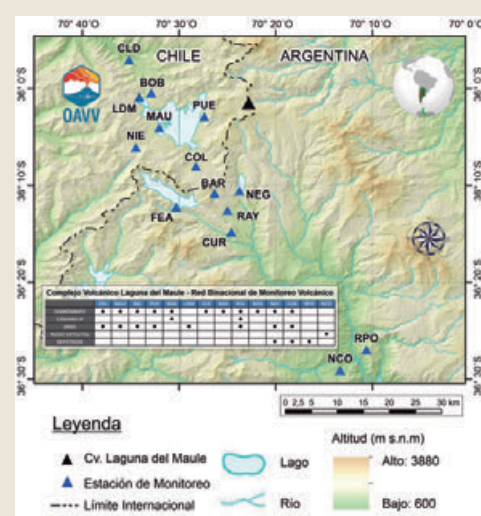 70° 40' O 70° 30' O 70° 20' O 70° 10' O 70° 0' O
CHILE ARGENTINA
CLD
36° 0' S
BOB
OAVV
LDM
MAU
PUE
NIE
COL
36° 10' S
BAR
NEG
FEA
RAY
CUR
36° 20' S
Complejo Volcánico Laguna del Maule - Red Binacional de Monitoreo Volcánico
RPO
NCO
36° 30' S
0 2,5 5 10 15 20 25 30 km
Leyenda
Cv. Laguna del Maule
Estación de Monitoreo
Límite Internacional
Lago
Río
Altitud (m s.n.m)
Alto: 3880
Bajo: 600